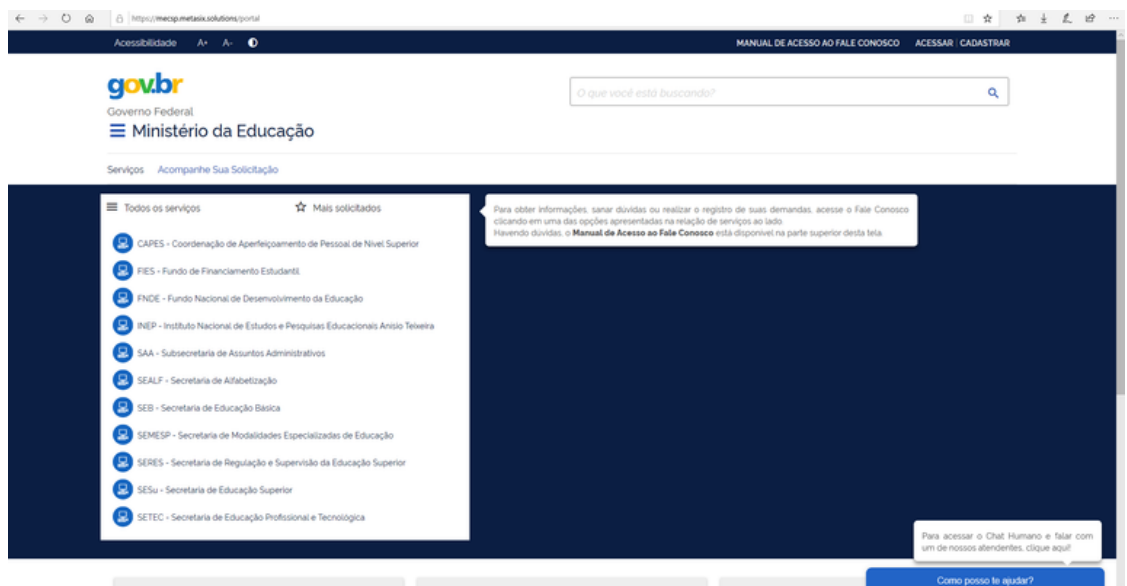 https://mecsp.metasix.solutions/portal
Acessibilidade A+ A- MANUAL DE ACESSO AO FALE CONOSCO ACESSAR | CADASTRAR
gov.br
O que você está buscando?
Governo Federal
Ministério da Educação
Serviços Acompanhe Sua Solicitação
Todos os serviços Mais solicitados
CAPES - Coordenação de Aperfeiçoamento de Pessoal de Nível Superior
FIES - Fundo de Financiamento Estudantil
FNDE - Fundo Nacional de Desenvolvimento da Educação
INEP - Instituto Nacional de Estudos e Pesquisas Educacionais Anísio Teixeira
SAA - Subsecretaria de Assuntos Administrativos
SEALF - Secretaria de Alfabetização
SEB - Secretaria de Educação Básica
SEMESP - Secretaria de Modalidades Especializadas de Educação
SERES - Secretaria de Regulação e Supervisão da Educação Superior
SESu - Secretaria de Educação Superior
SETEC - Secretaria de Educação Profissional e Tecnológica
Para obter informações, sanar dúvidas ou realizar o registro de suas demandas, acesse o Fale Conosco
clicando em uma das opções apresentadas na relação de serviços ao lado.
Havendo dúvidas, o Manual de Acesso ao Fale Conosco está disponível na parte superior desta tela.
Para acessar o Chat Humano e falar com
um de nossos atendentes, clique aqui!
Como posso te ajudar?